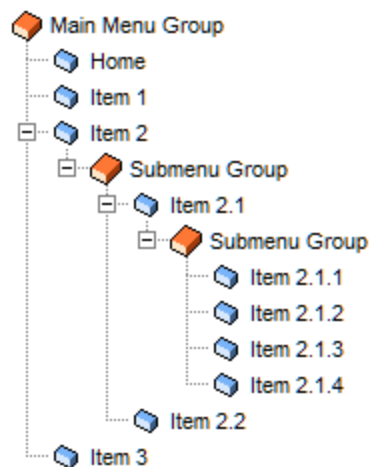 Main Menu Group
Home
Item 1
Item 2
Submenu Group
Item 2.1
Submenu Group
Item 2.1.1
Item 2.1.2
Item 2.1.3
Item 2.1.4
Item 2.2
Item 3